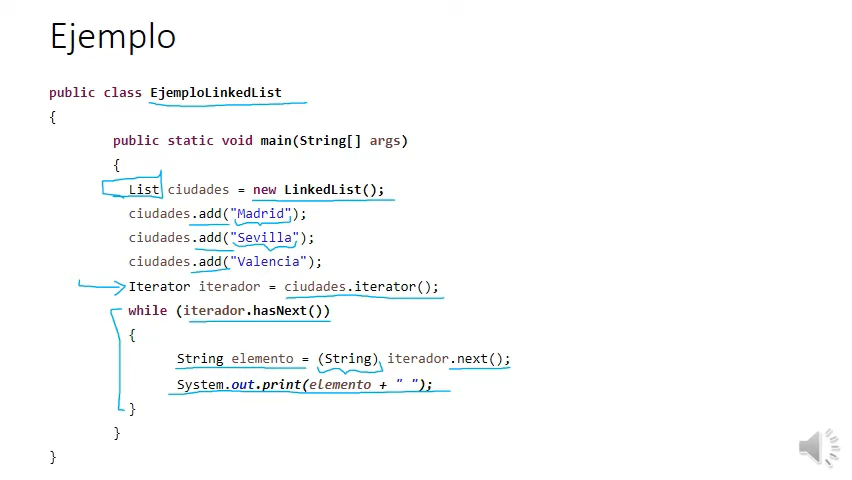 Ejemplo
public class EjemploLinkedList
{
public static void main(String[] args)
{
List ciudades = new LinkedList();
ciudades.add("Madrid");
ciudades.add("Sevilla");
ciudades.add("Valencia");
Iterator iterador = ciudades.iterator();
while (iterador.hasNext())
{
String elemento = (String) iterador.next();
System.out.print(elemento + " ");
}
}
}